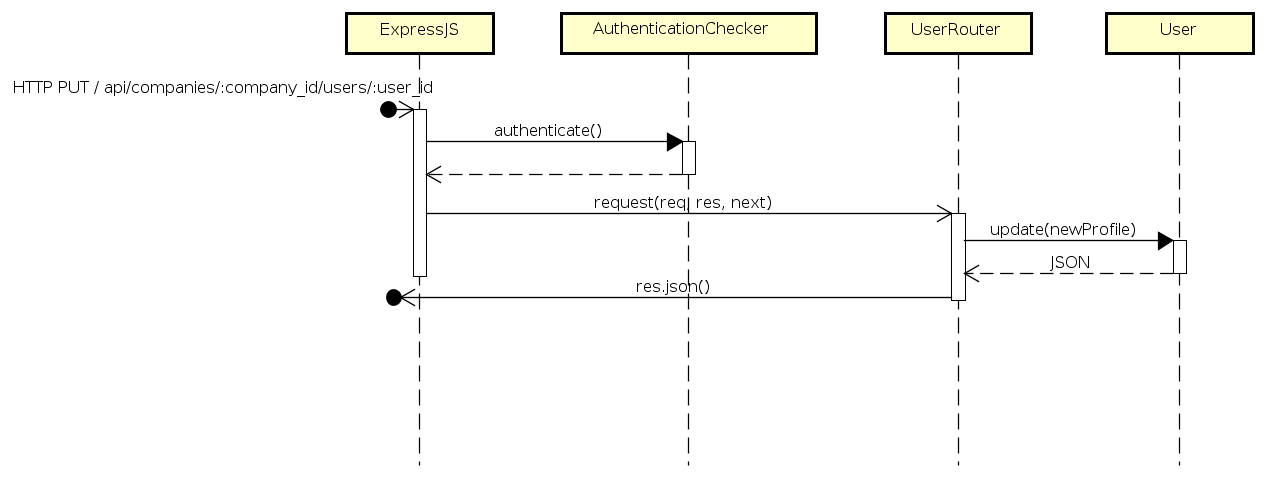 ExpressJS
AuthenticationChecker
UserRouter
User
HTTP PUT / api/companies/:company_id/users/:user_id
authenticate()
request(req, res, next)
update(newProfile)
JSON
res.json()